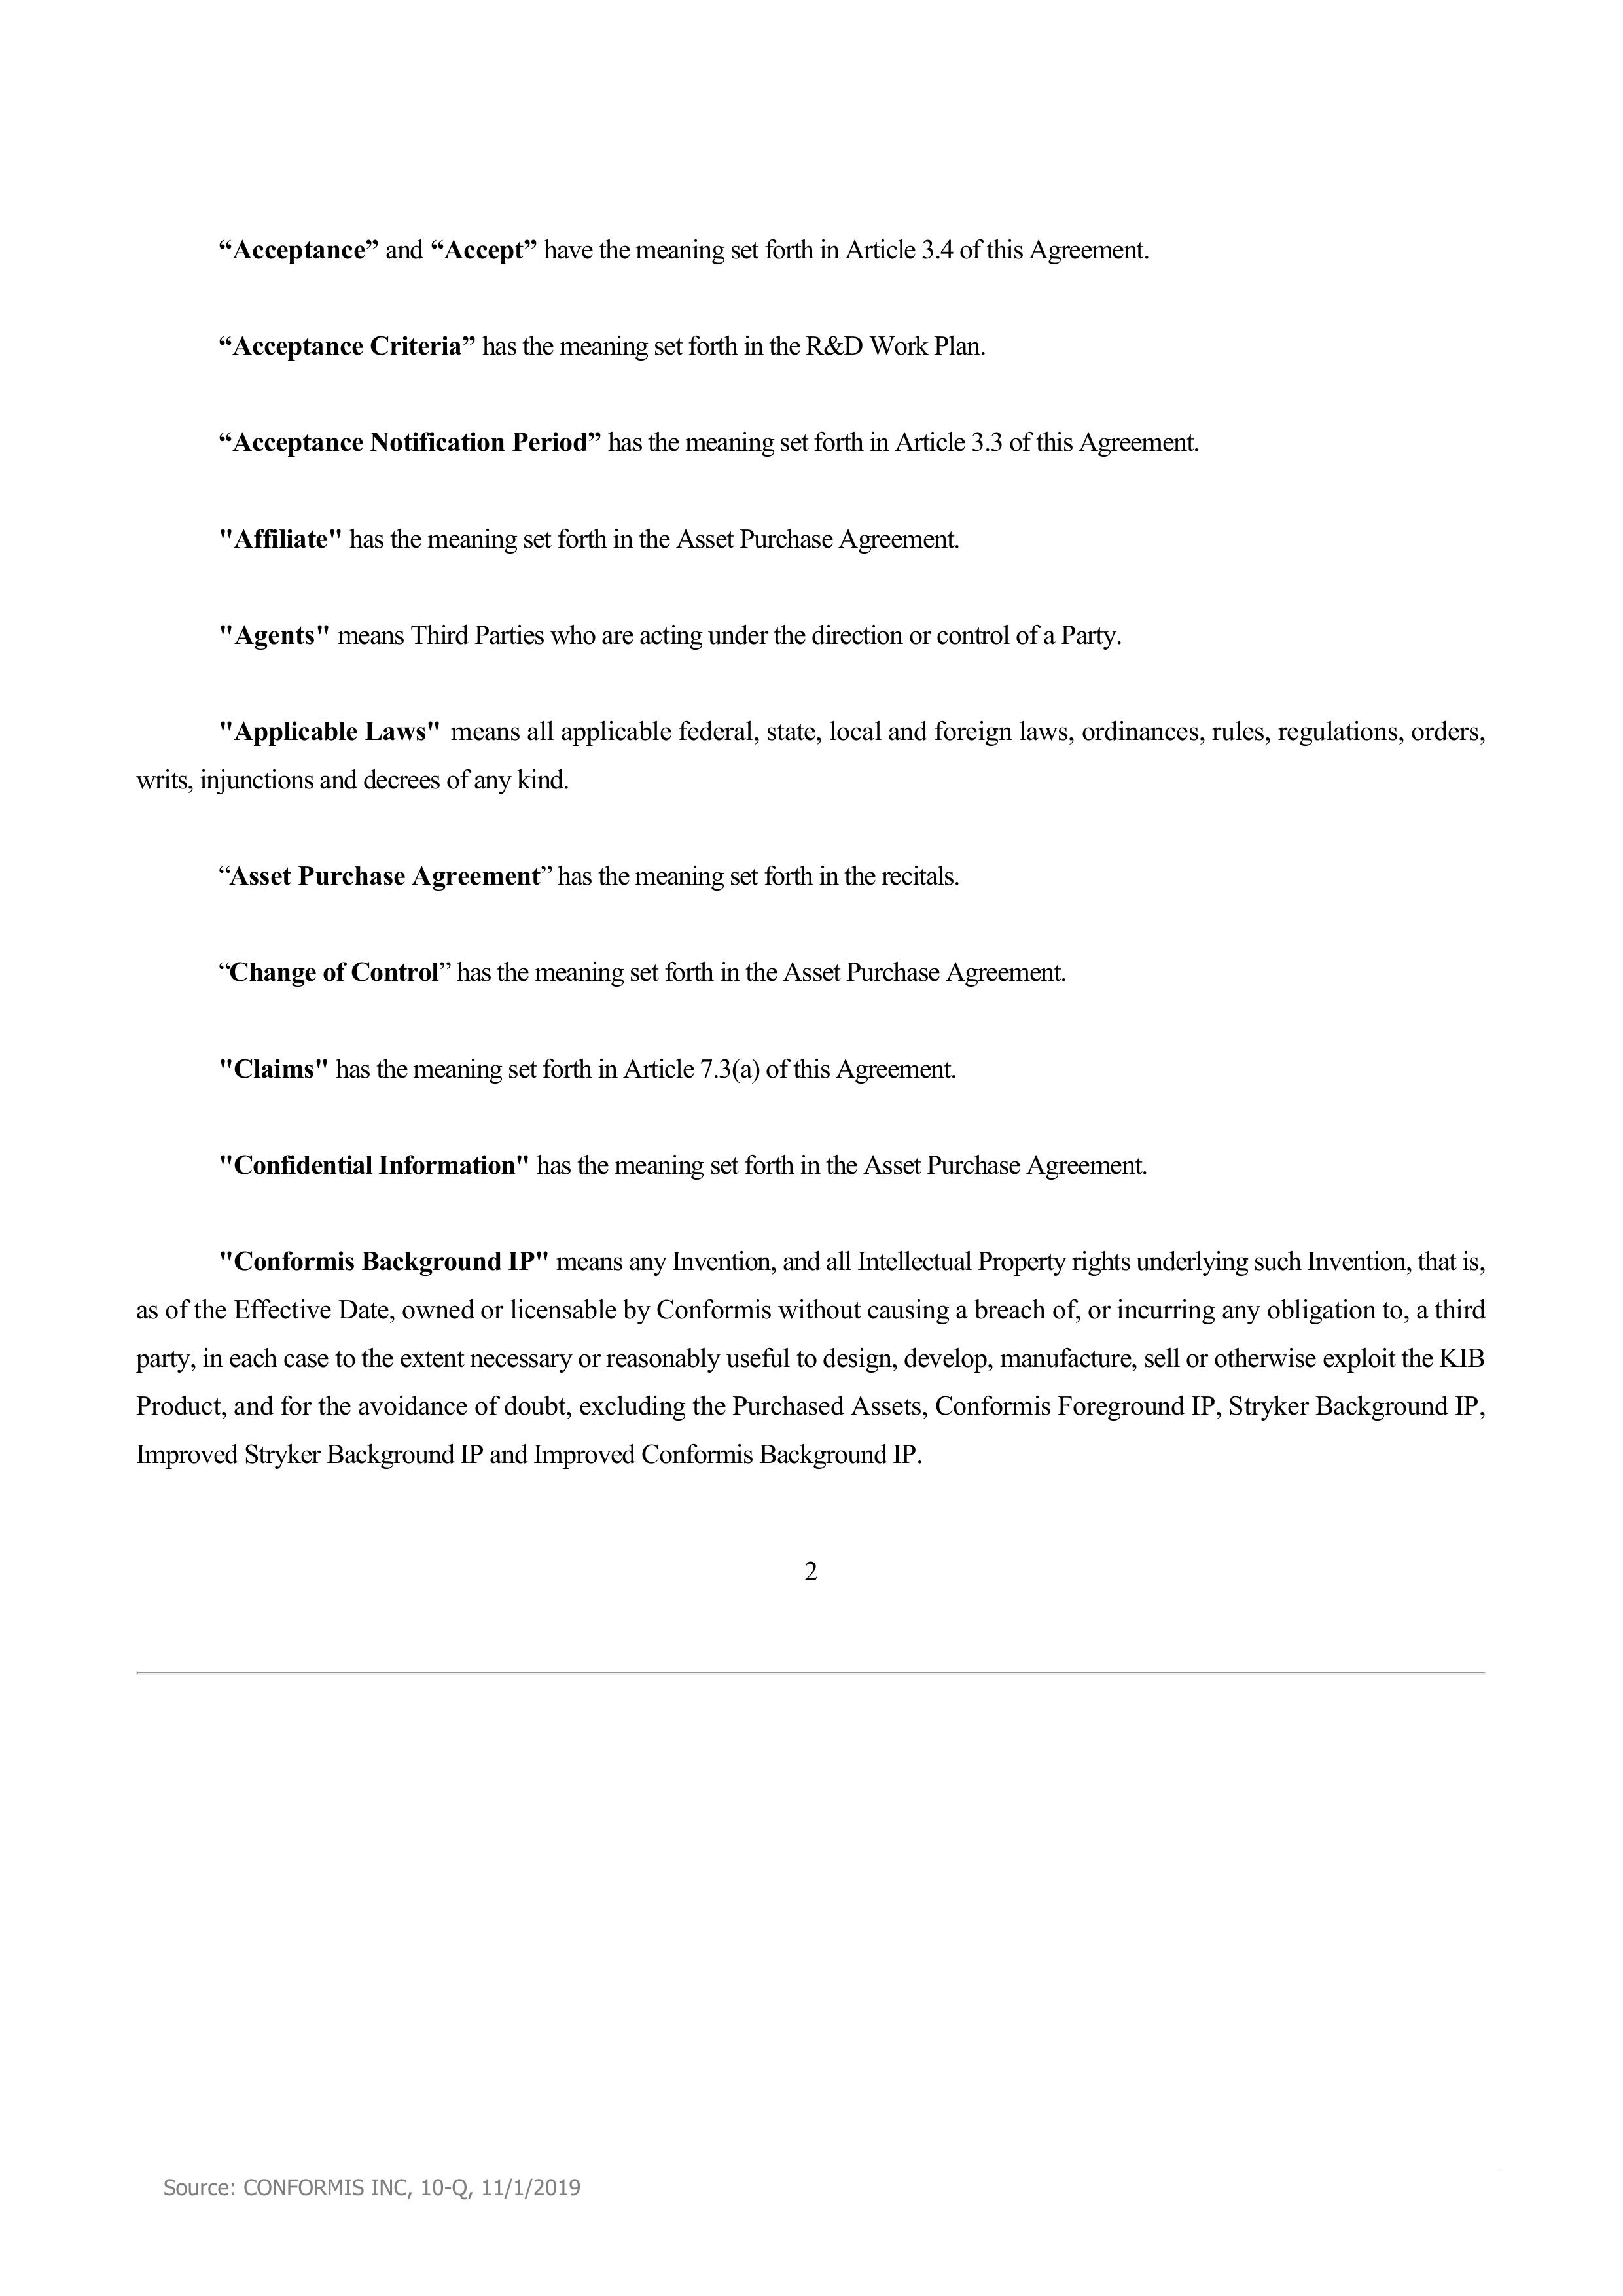 “Acceptance” and “Accept” have the meaning set forth in Article 3.4 of this Agreement.
“Acceptance Criteria” has the meaning set forth in the R&D Work Plan.
“Acceptance Notification Period” has the meaning set forth in Article 3.3 of this Agreement.
"Affiliate" has the meaning set forth in the Asset Purchase Agreement.
"Agents" means Third Parties who are acting under the direction or control of a Party.
"Applicable Laws" means all applicable federal, state, local and foreign laws, ordinances, rules, regulations, orders,
writs, injunctions and decrees of any kind.
“Asset Purchase Agreement” has the meaning set forth in the recitals.
“Change of Control” has the meaning set forth in the Asset Purchase Agreement.
"Claims" has the meaning set forth in Article 7.3(a) of this Agreement.
"Confidential Information" has the meaning set forth in the Asset Purchase Agreement.
"Conformis Background IP" means any Invention, and all Intellectual Property rights underlying such Invention, that is,
as of the Effective Date, owned or licensable by Conformis without causing a breach of, or incurring any obligation to, a third
party, in each case to the extent necessary or reasonably useful to design, develop, manufacture, sell or otherwise exploit the KIB
Product, and for the avoidance of doubt, excluding the Purchased Assets, Conformis Foreground IP, Stryker Background IP,
Improved Stryker Background IP and Improved Conformis Background IP.
2
Source: CONFORMIS INC, 10-Q, 11/1/2019